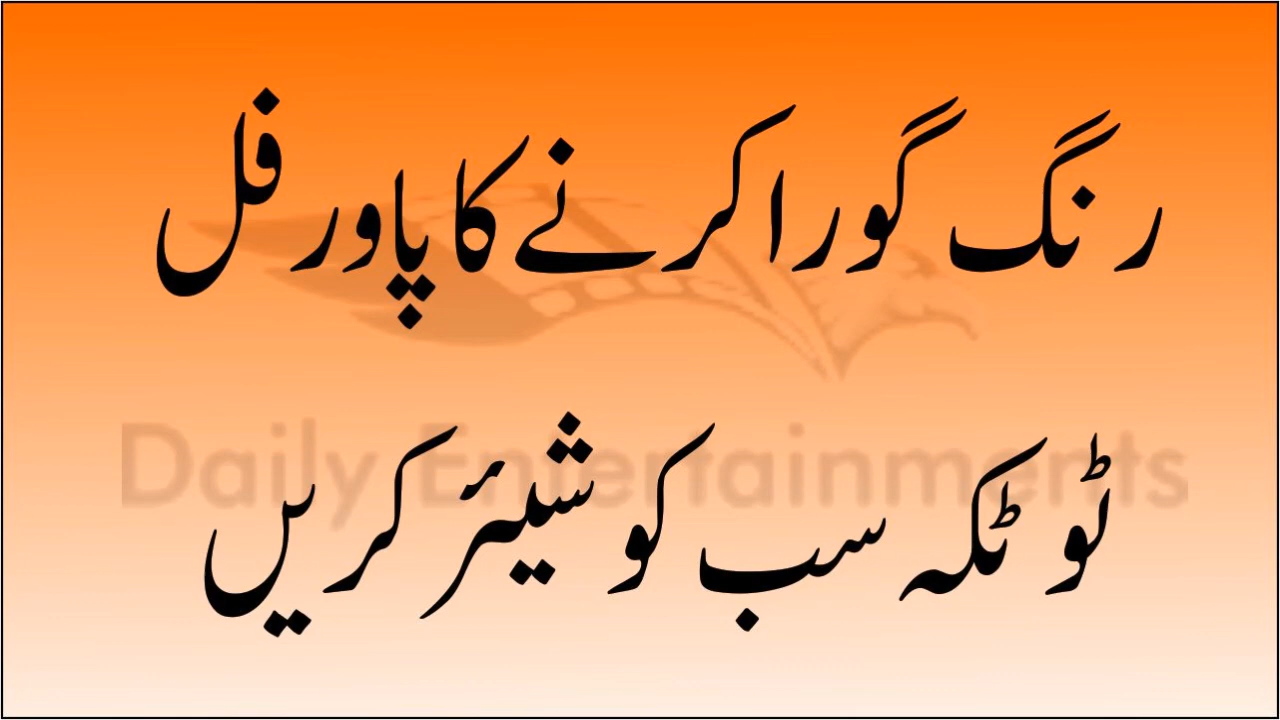 رنگ گورا کرنے کا پاور فل
Daily Entertainments
ٹوٹکہ سب کو شیئر کریں